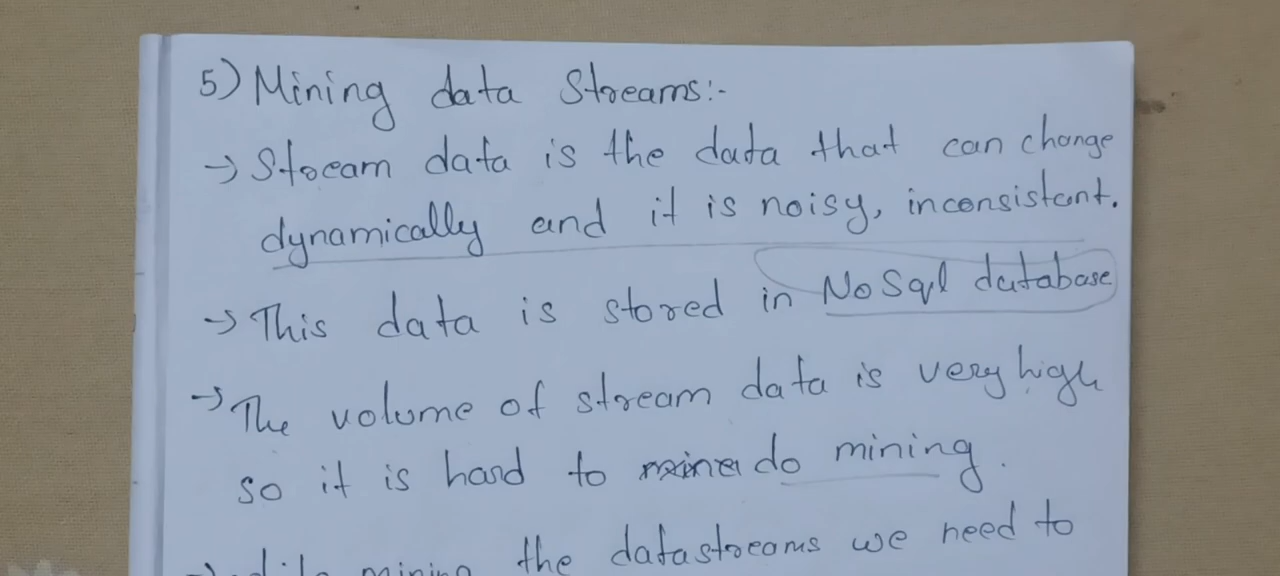 5) Mining data Streams:-
→ Stream data is the data that can change
dynamically and it is noisy, inconsistant.
→ This data is stored in NoSql database
→ The volume of stream data is very high
so it is hard to do mining.
→ mining the datastreams we need to